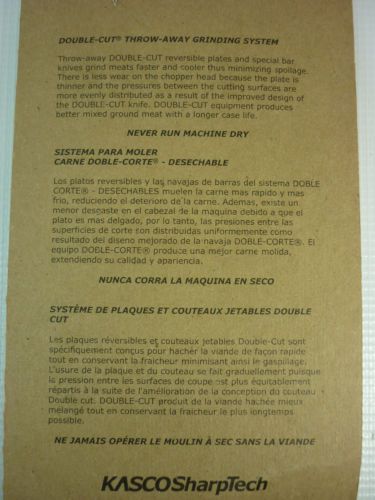 DOUBLE-CUT® THROW-AWAY GRINDING SYSTEM
Throw-away DOUBLE-CUT reversible plates and special bar
knives grind meats faster and cooler thus minimizing spoilage.
There is less wear on the chopper head because the plate is
thinner and the pressures between the cutting surfaces are
more evenly distributed as a result of the improved design of
the DOUBLE-CUT knife. DOUBLE-CUT equipment produces
better mixed ground meat with a longer case life.
NEVER RUN MACHINE DRY
SISTEMA PARA MOLER
CARNE DOBLE-CORTE® - DESECHABLE
Los platos reversibles y las navajas de barras del sistema DOBLE
CORTE® - DESECHABLES muelen la carne mas rapido y mas
frio, reduciendo el deterioro de la carne. Ademas, existe un
menor desgaste en el cabezal de la maquina debido a que el
plato es mas delgado, por lo tanto, las presiones entre las
superficies de corte son distribuidas uniformemente como
resultado del diseno mejorado de la navaja DOBLE-CORTE®. El
equipo DOBLE-CORTE® produce una mejor carne molida,
extendiendo su calidad y apariencia.
NUNCA CORRA LA MAQUINA EN SECO
SYSTÈME DE PLAQUES ET COUTEAUX JETABLES DOUBLE
CUT
Les plaques réversibles et couteaux jetables Double-Cut sont
spécifiquement conçus pour hâcher la viande de façon rapide
tout en conservant la fraicheur minimisant ainsi le gaspillage.
L'usure de la plaque et du couteau se fait graduellement puisque
le pression entre les surfaces de coupe est plus équitablement
répartis à la suite de l'amélioration de la conception do couteau
Double cut. DOUBLE-CUT produit de la viande hachée mieux
mélangé tout en conservant la fraicheur le plus longtemps
possible.
NE JAMAIS OPÉRER LE MOULIN À SEC SANS LA VIANDE
KASCOSharpTech